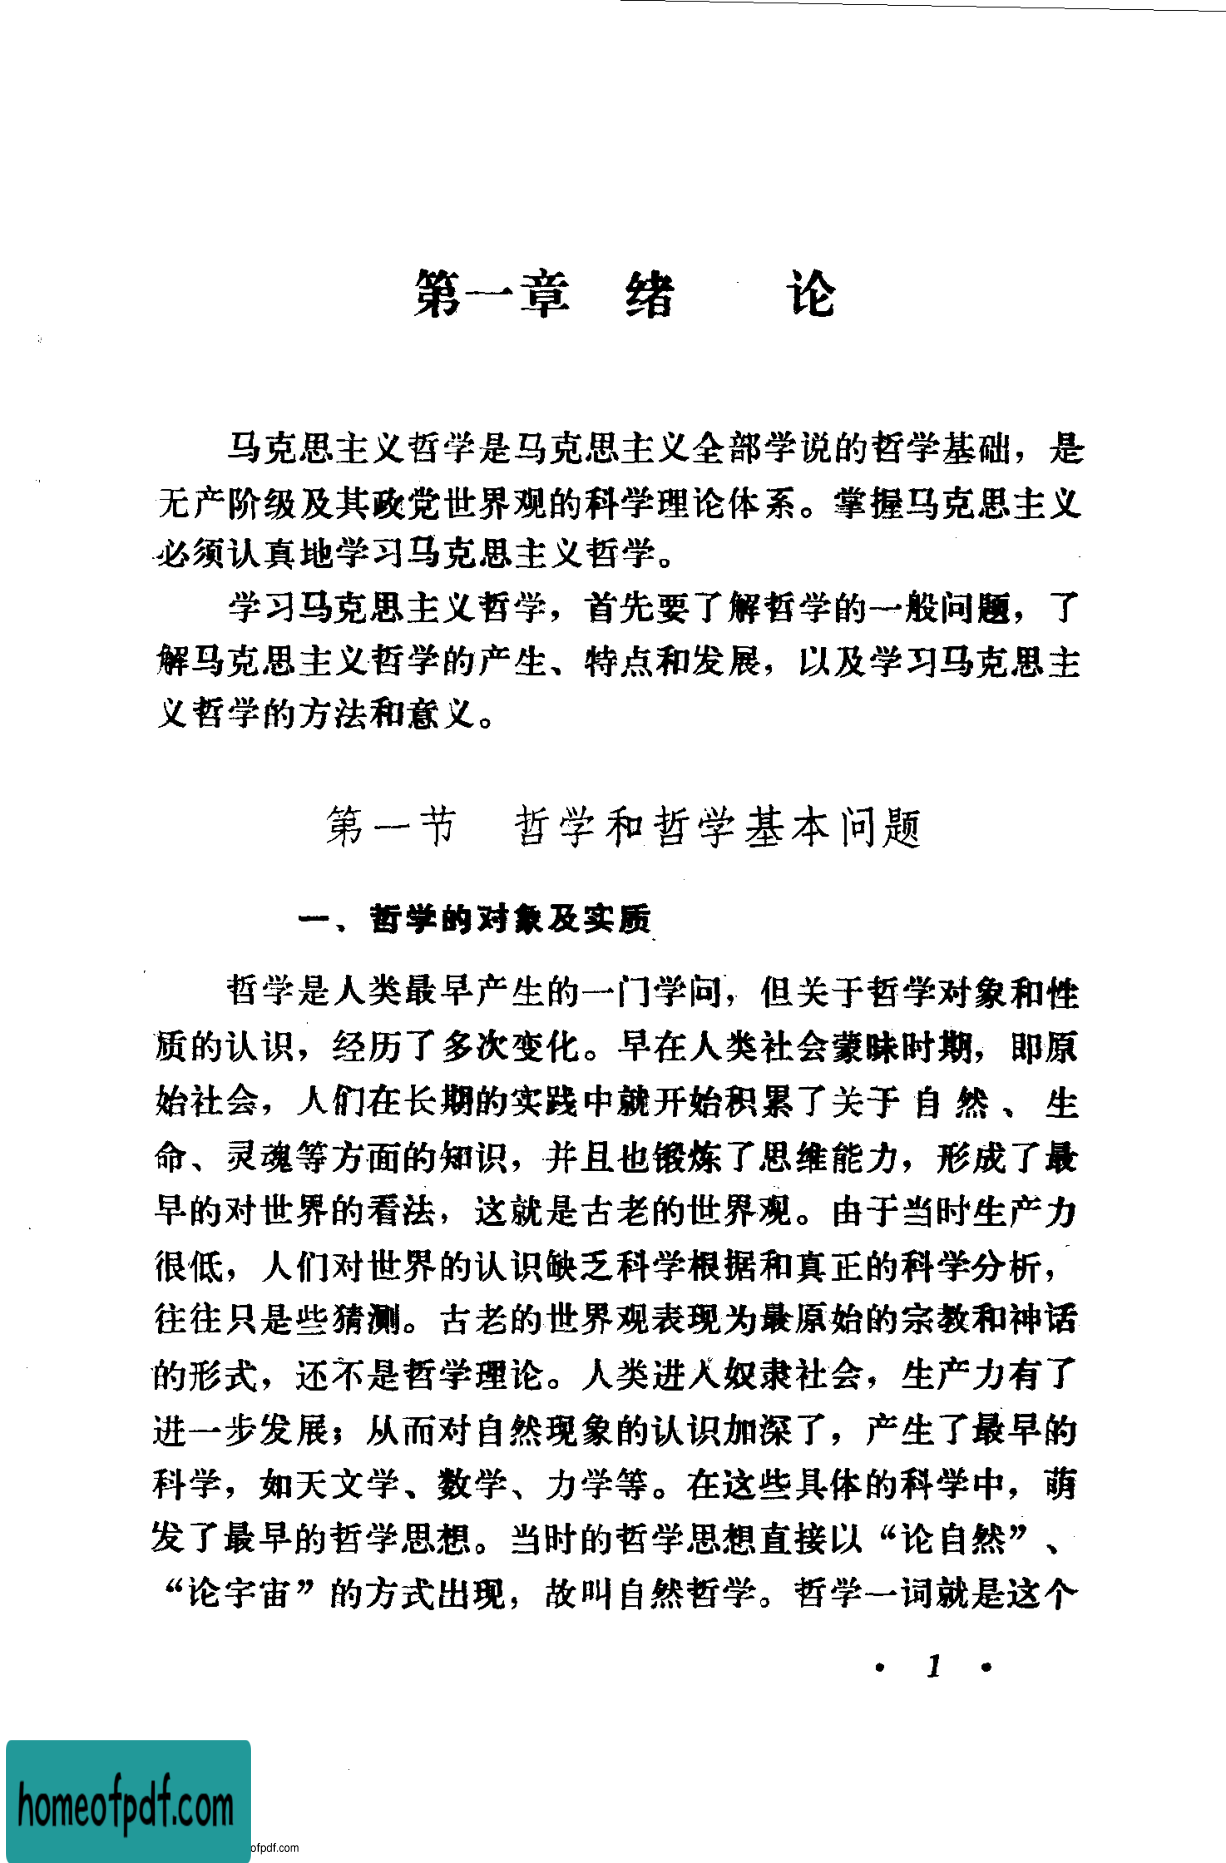 第一章 绪 论
马克思主义哲学是马克思主义全部学说的哲学基础，是
无产阶级及其政党世界观的科学理论体系。掌握马克思主义
必须认真地学习马克思主义哲学。
学习马克思主义哲学，首先要了解哲学的一般问题，了
解马克思主义哲学的产生、特点和发展，以及学习马克思主
义哲学的方法和意义。
第一节 哲学和哲学基本问题
一、哲学的对象及实质
哲学是人类最早产生的一门学问，但关于哲学对象和性
质的认识，经历了多次变化。早在人类社会蒙昧时期，即原
始社会，人们在长期的实践中就开始积累了关于自然、生
命、灵魂等方面的知识，并且也锻炼了思维能力，形成了最
早的对世界的看法，这就是古老的世界观。由于当时生产力
很低，人们对世界的认识缺乏科学根据和真正的科学分析，
往往只是些猜测。古老的世界观表现为最原始的宗教和神话
的形式，还不是哲学理论。人类进入奴隶社会，生产力有了
进一步发展；从而对自然现象的认识加深了，产生了最早的
科学，如天文学、数学、力学等。在这些具体的科学中，萌
发了最早的哲学思想。当时的哲学思想直接以“论自然”、
“论宇宙”的方式出现，故叫自然哲学。哲学一词就是这个
· 1 ·
homeofpdf.com
ofpdf.com